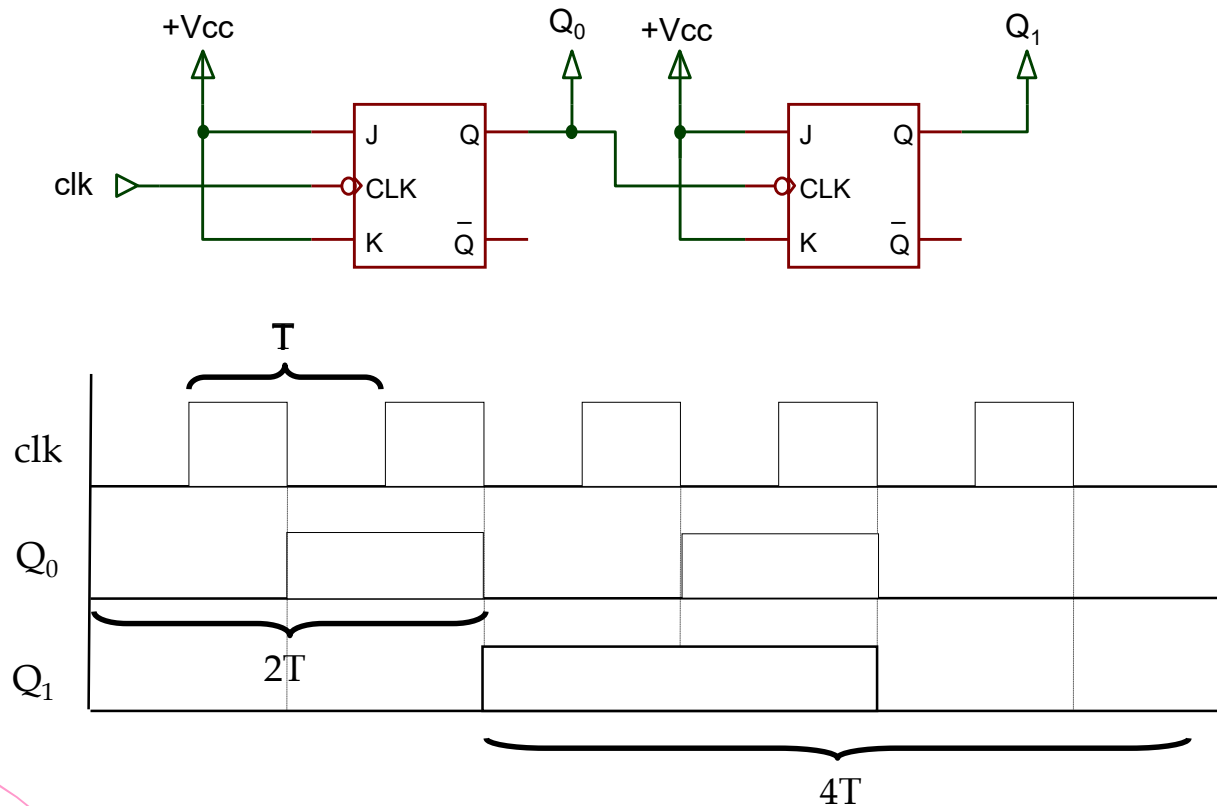 +Vcc Q₀ +Vcc Q₁
J Q J Q
clk CLK CLK
K Q̅ K Q̅
T
clk
Q₀
2T
Q₁
4T